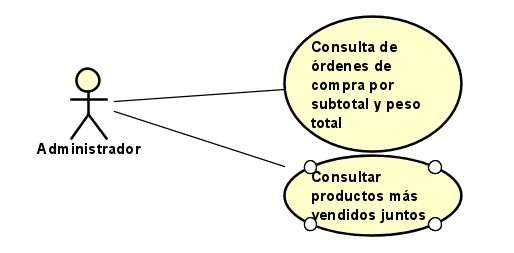 Consulta de
órdenes de
compra por
subtotal y peso
total
Administrador
Consultar
productos más
vendidos juntos